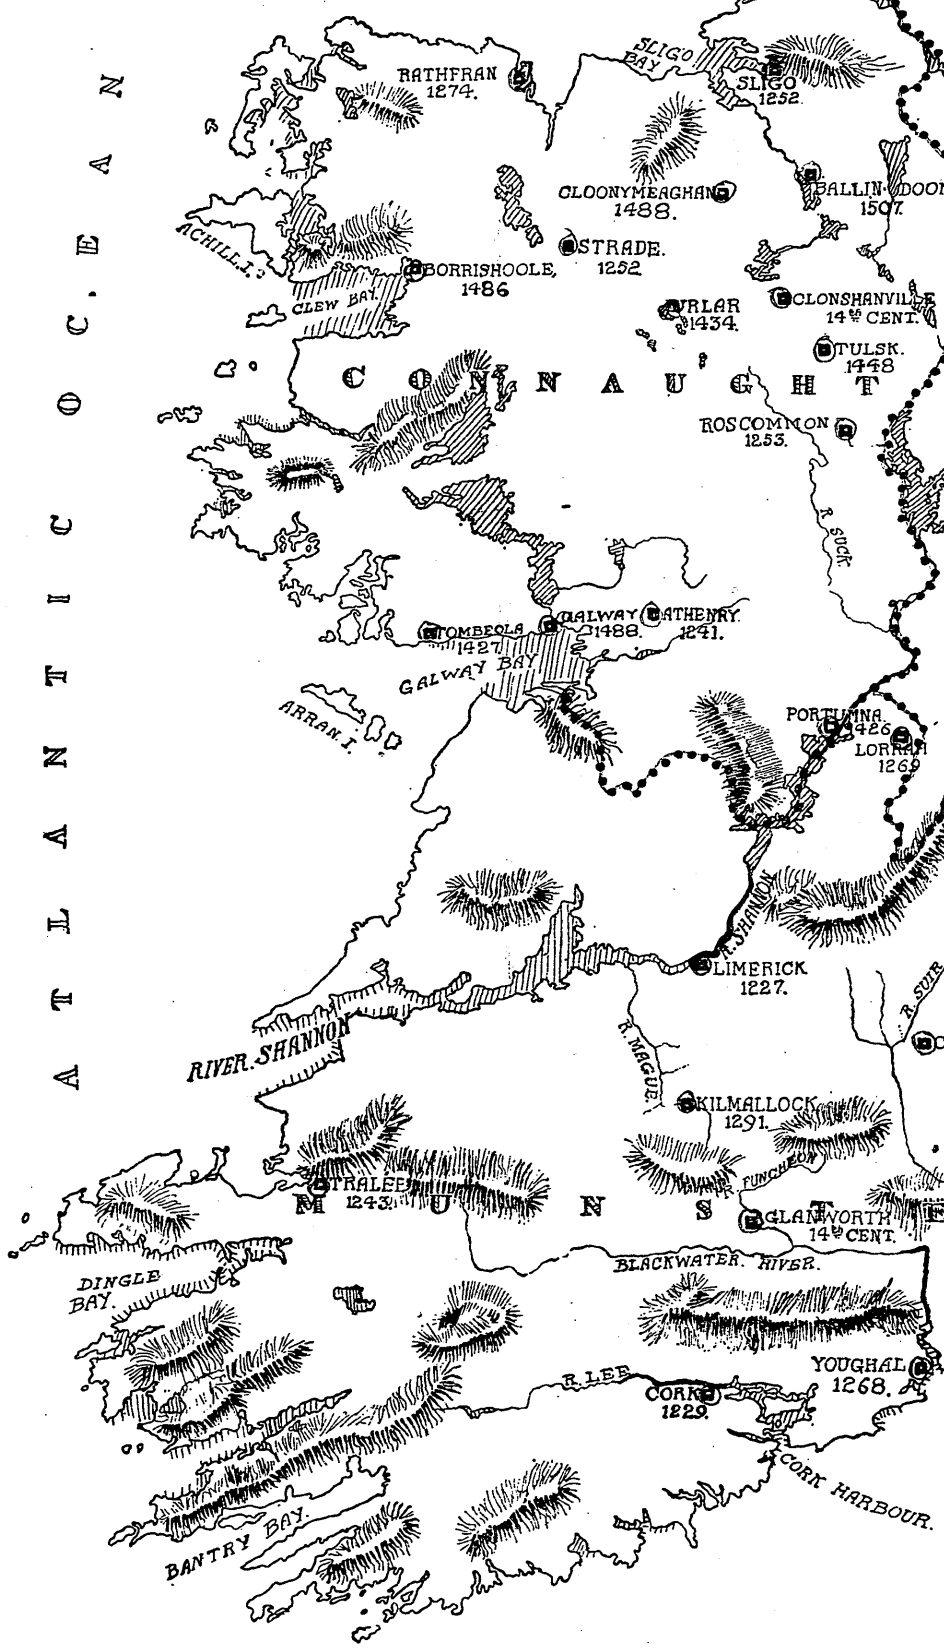 ATLANTIC OCEAN
RATHFRAN
1274.
SLIGO
BAY
SLIGO
1252.
CLOONYMEAGHAN
1488.
BALLIN·DOON
1507.
ACHILL.I.
STRADE.
1252
BORRISHOOLE,
1486
CLEW BAY.
URLAR
1434.
CLONSHANVILLE
14TH CENT.
TULSK.
1448
CONNAUGHT
ROSCOMMON
1253.
R. SUCK.
GALWAY
1488.
ATHENRY.
1241.
TOMBEOLA
1427
GALWAY BAY
ARRAN.I.
PORTUMNA.
1426
LORRAH
1269
R. SHANNON
LIMERICK
1227.
RIVER. SHANNON
R. MAGUE.
R. SUIR
C
KILMALLOCK
1291.
R. FUNCHEON
TRALEE
1243.
MUNST
GLANWORTH
14TH CENT.
BLACKWATER. RIVER.
DINGLE
BAY.
R. LEE
CORK
1229.
YOUGHAL
1268.
CORK HARBOUR.
BANTRY BAY.